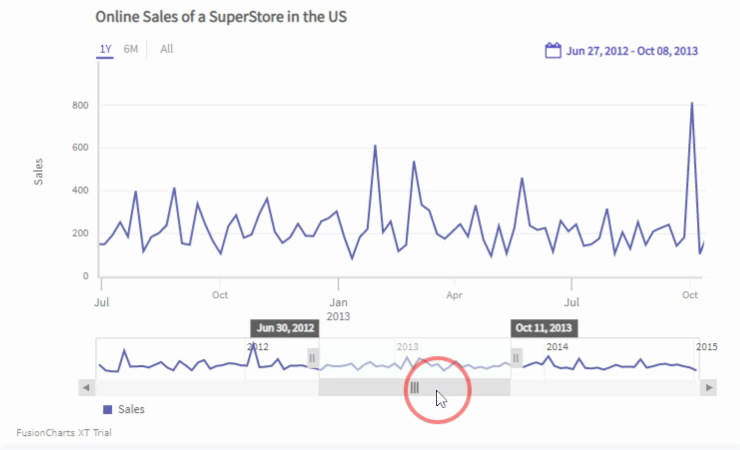 Online Sales of a SuperStore in the US
1Y 6M All
Jun 27, 2012 - Oct 08, 2013
Sales
800
600
400
200
0
Jul Oct Jan Apr Jul Oct
2013
Jun 30, 2012 Oct 11, 2013
2012 2013 2014 2015
Sales
FusionCharts XT Trial